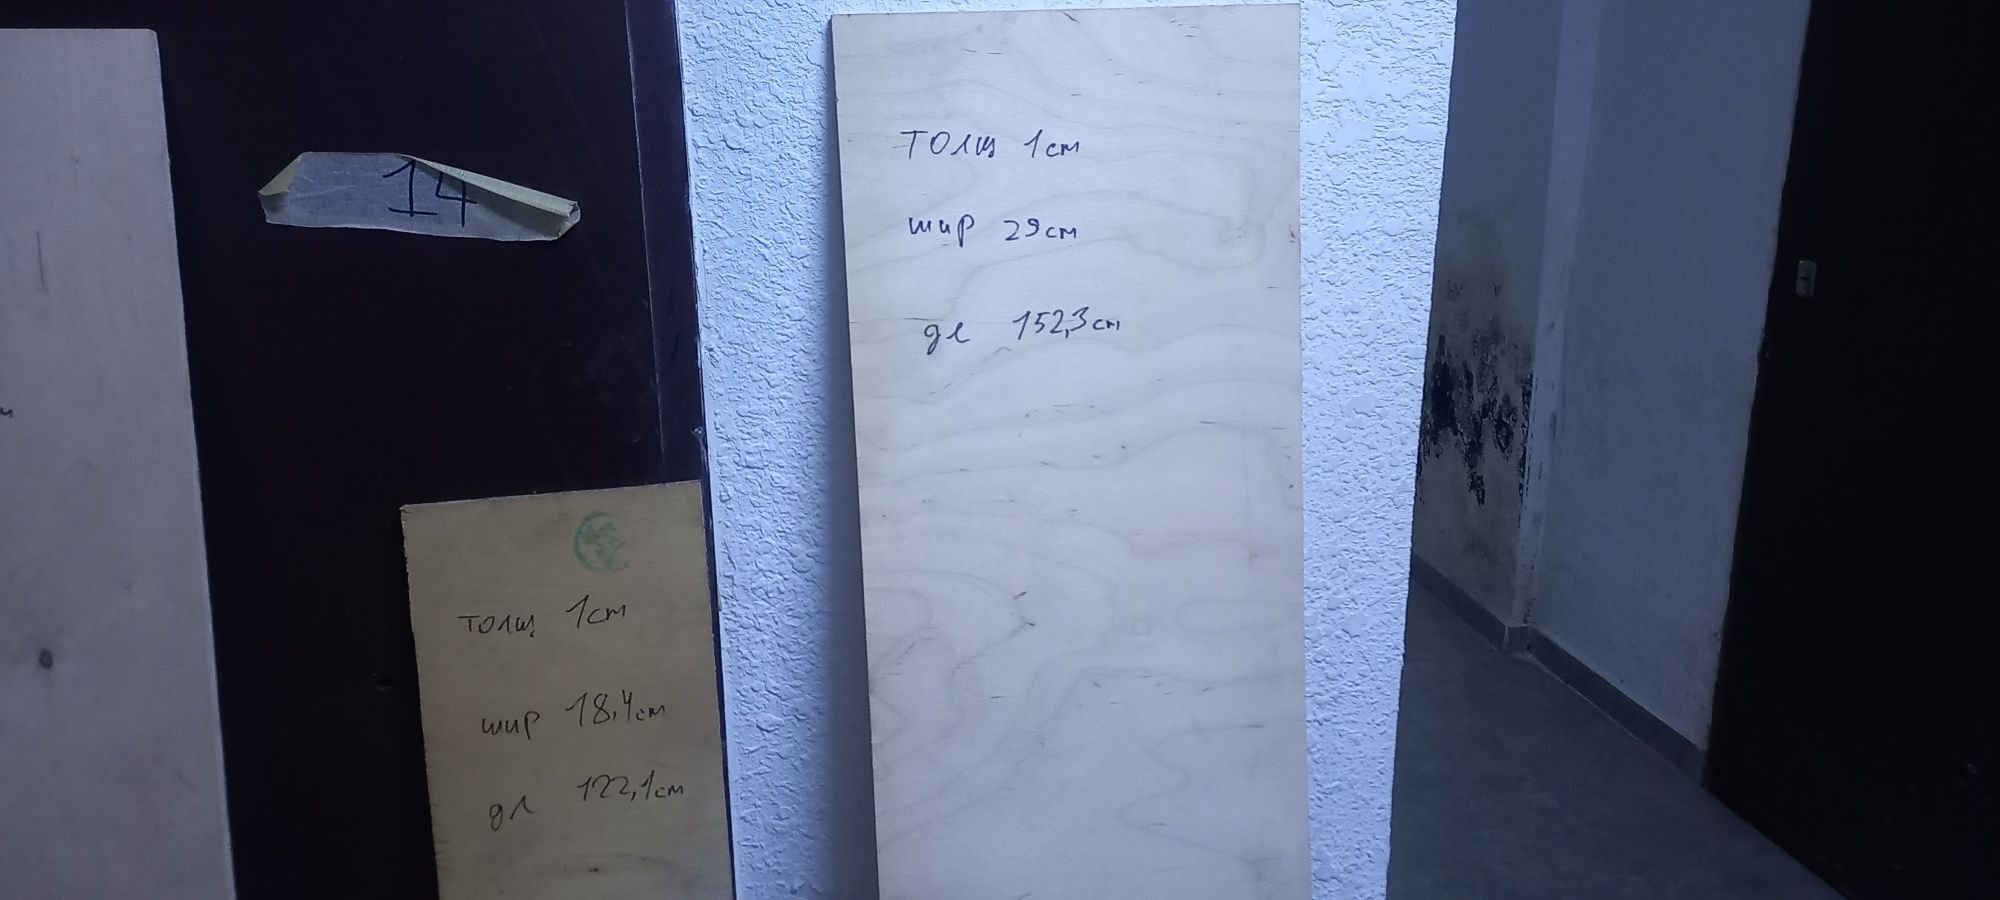 14
толщ 1см
шир 18,4см
дл 122,1см
толщ 1см
шир 29см
дл 152,3см